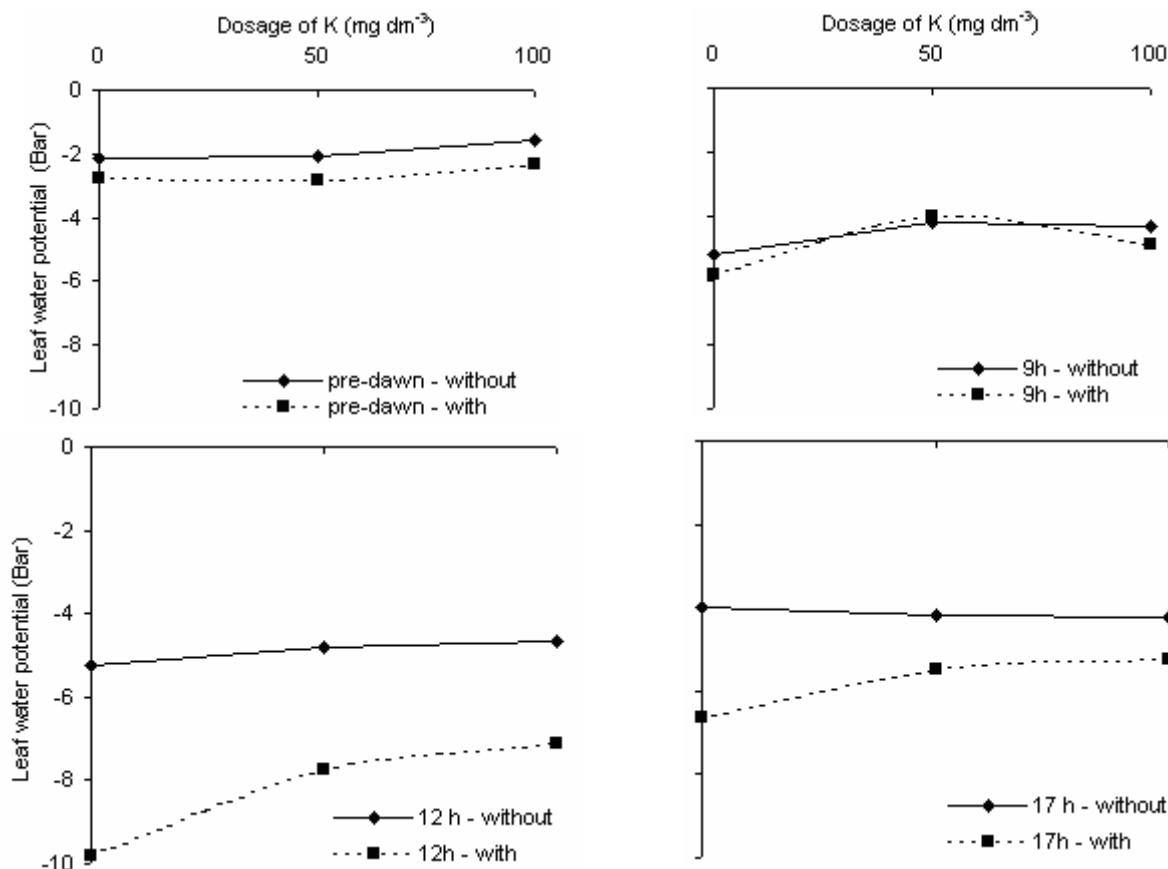 Dosage of K (mg dm⁻³)
0 50 100
0
-2
-4
-6
-8
-10
Leaf water potential (Bar)
pre-dawn - without
pre-dawn - with
Dosage of K (mg dm⁻³)
0 50 100
9h - without
9h - with
0
-2
-4
-6
-8
-10
Leaf water potential (Bar)
12 h - without
12h - with
17 h - without
17h - with